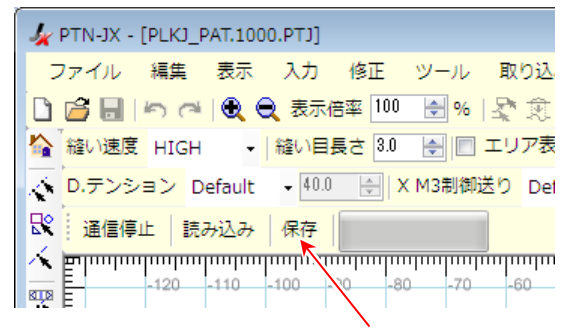 PTN-JX - [PLKJ_PAT.1000.PTJ]
ファイル 編集 表示 入力 修正 ツール 取り込
表示倍率 100 %
縫い速度 HIGH 縫い目長さ 3.0 エリア表
D.テンション Default 40.0 X M3制御送り Def
通信停止 読み込み 保存
-120 -110 -100 -90 -80 -70 -60